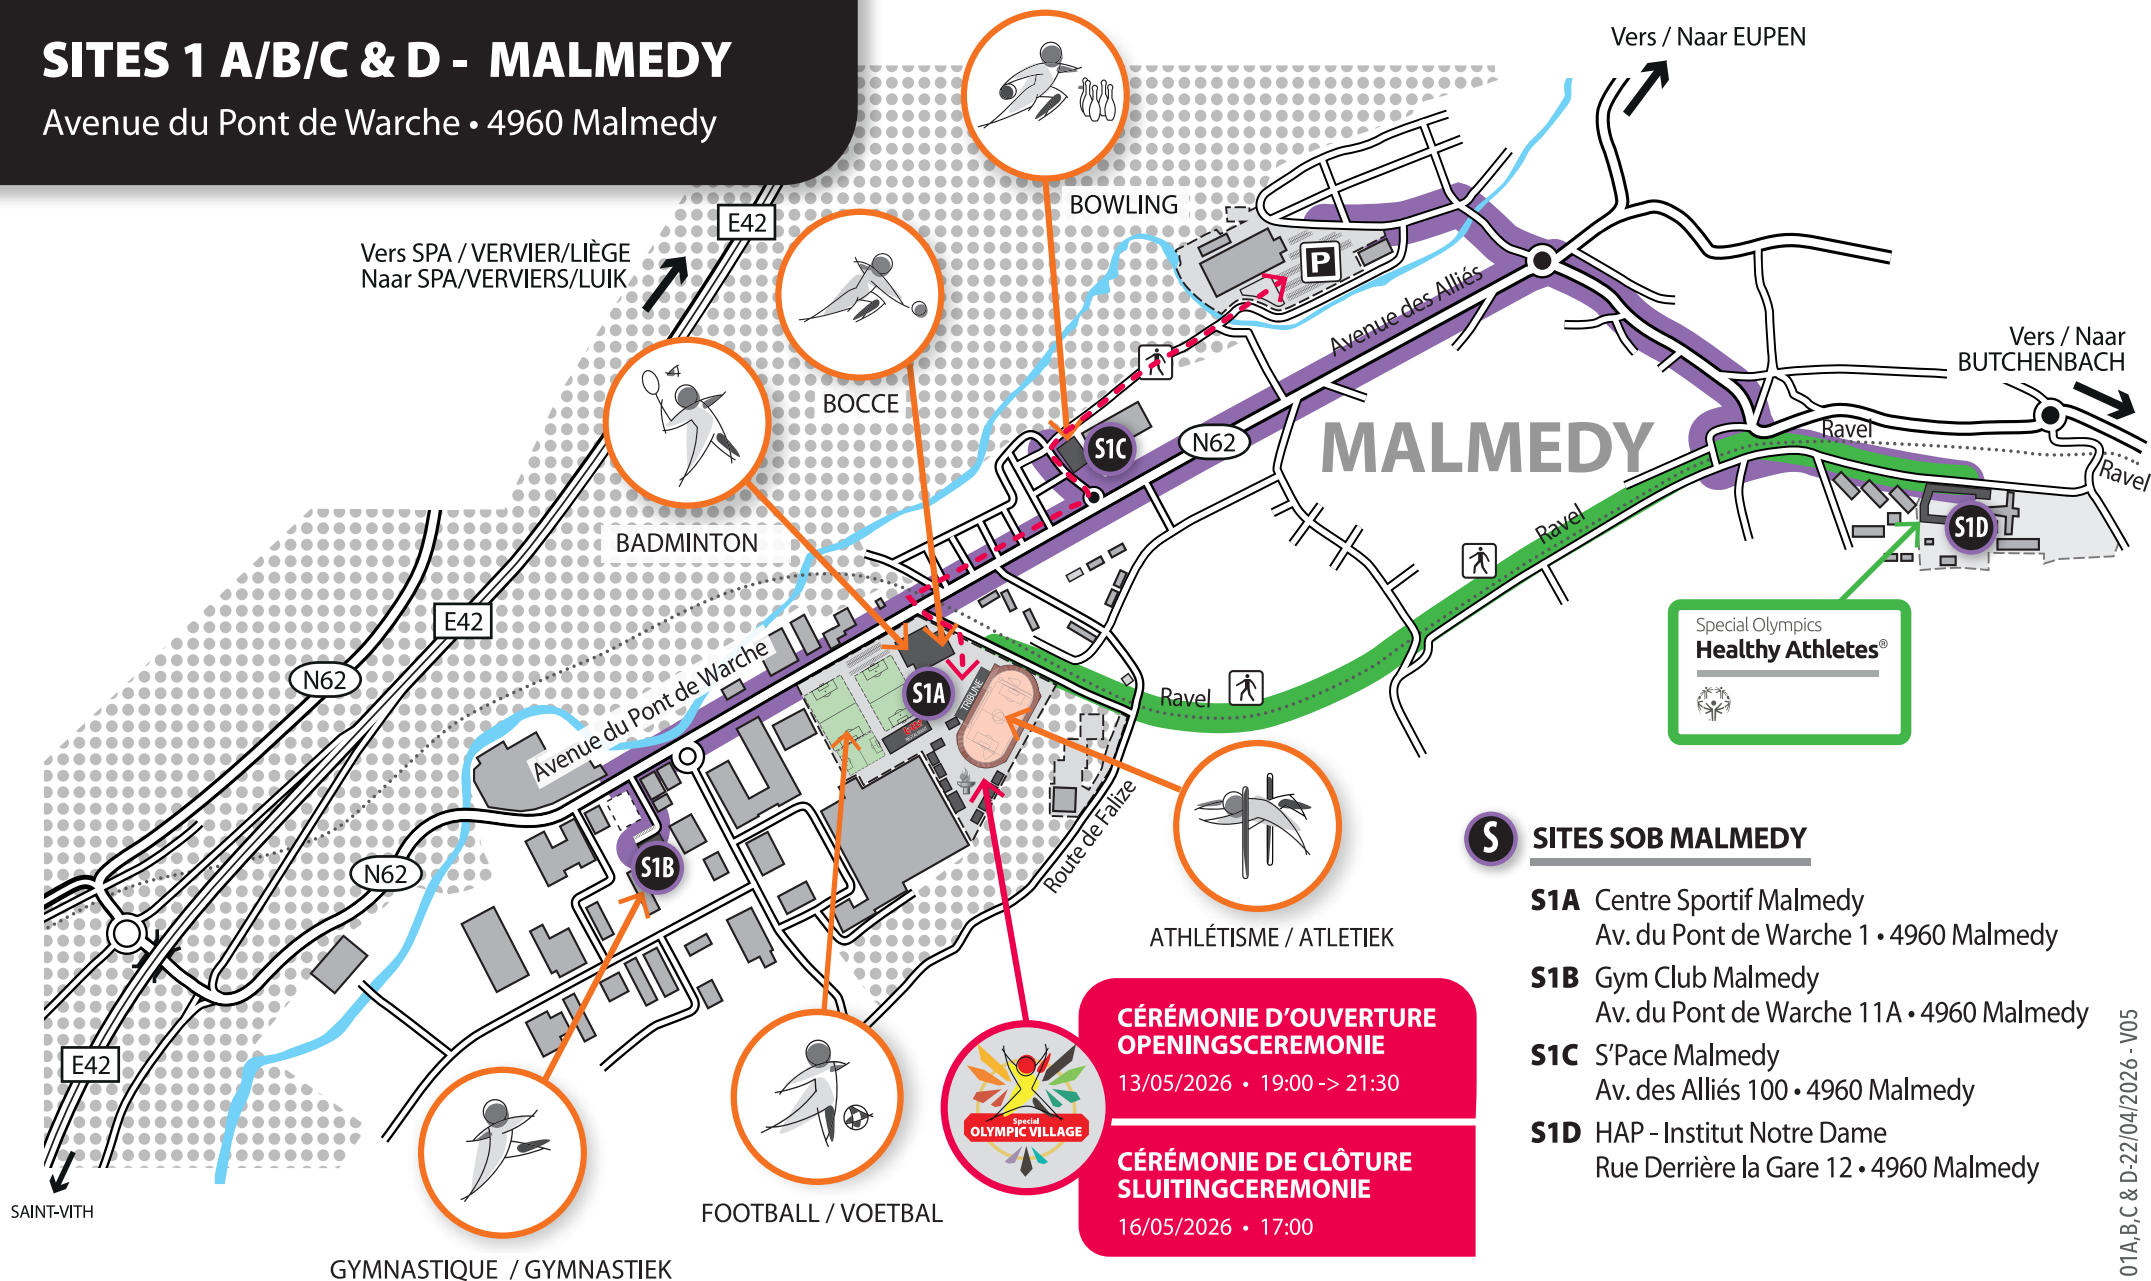 SITES 1 A/B/C & D - MALMEDY
Avenue du Pont de Warche • 4960 Malmedy
Vers / Naar EUPEN
BOWLING
E42
Vers SPA / VERVIER/LIÈGE
Naar SPA/VERVIERS/LUIK
P
Avenue des Alliés
Vers / Naar
BUTCHENBACH
BOCCE
S1C
N62
MALMEDY
Ravel
Ravel
BADMINTON
Ravel
S1D
E42
N62
Avenue du Pont de Warche
S1A
TRIBUNE
Ravel
Special Olympics
Healthy Athletes®
Route de Falize
S1B
N62
ATHLÉTISME / ATLETIEK
S SITES SOB MALMEDY
S1A Centre Sportif Malmedy
Av. du Pont de Warche 1 • 4960 Malmedy
S1B Gym Club Malmedy
Av. du Pont de Warche 11A • 4960 Malmedy
S1C S'Pace Malmedy
Av. des Alliés 100 • 4960 Malmedy
S1D HAP - Institut Notre Dame
Rue Derrière la Gare 12 • 4960 Malmedy
CÉRÉMONIE D'OUVERTURE
OPENINGSCEREMONIE
13/05/2026 • 19:00 -> 21:30
Special
OLYMPIC VILLAGE
CÉRÉMONIE DE CLÔTURE
SLUITINGCEREMONIE
16/05/2026 • 17:00
E42
SAINT-VITH
FOOTBALL / VOETBAL
GYMNASTIQUE / GYMNASTIEK
01A,B,C & D-22/04/2026 - V05